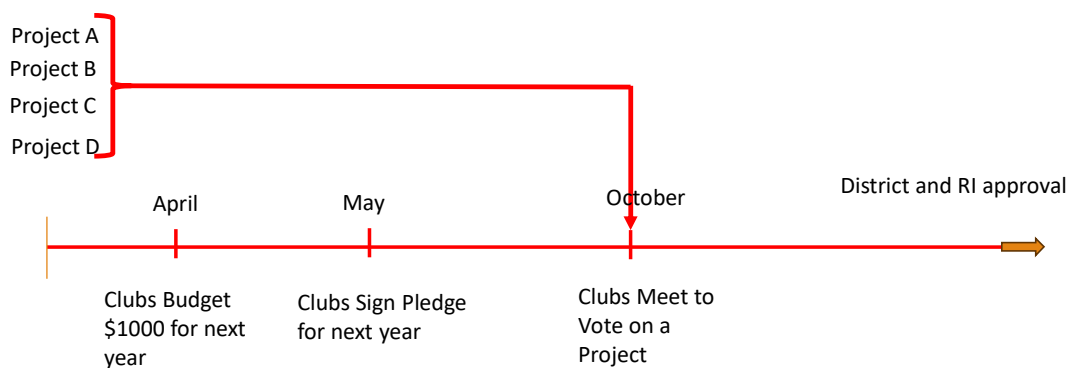 Project A
Project B
Project C
Project D
April
May
October
District and RI approval
Clubs Budget
$1000 for next
year
Clubs Sign Pledge
for next year
Clubs Meet to
Vote on a
Project